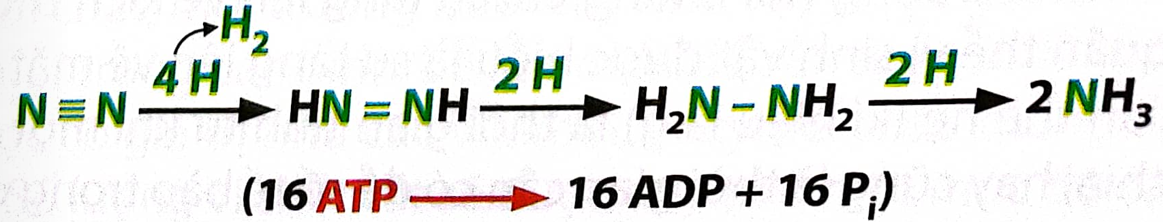 H₂
4 H 2 H 2 H
N ≡ N ⟶ HN = NH ⟶ H₂N – NH₂ ⟶ 2 NH₃
(16 ATP ⟶ 16 ADP + 16 Pᵢ)